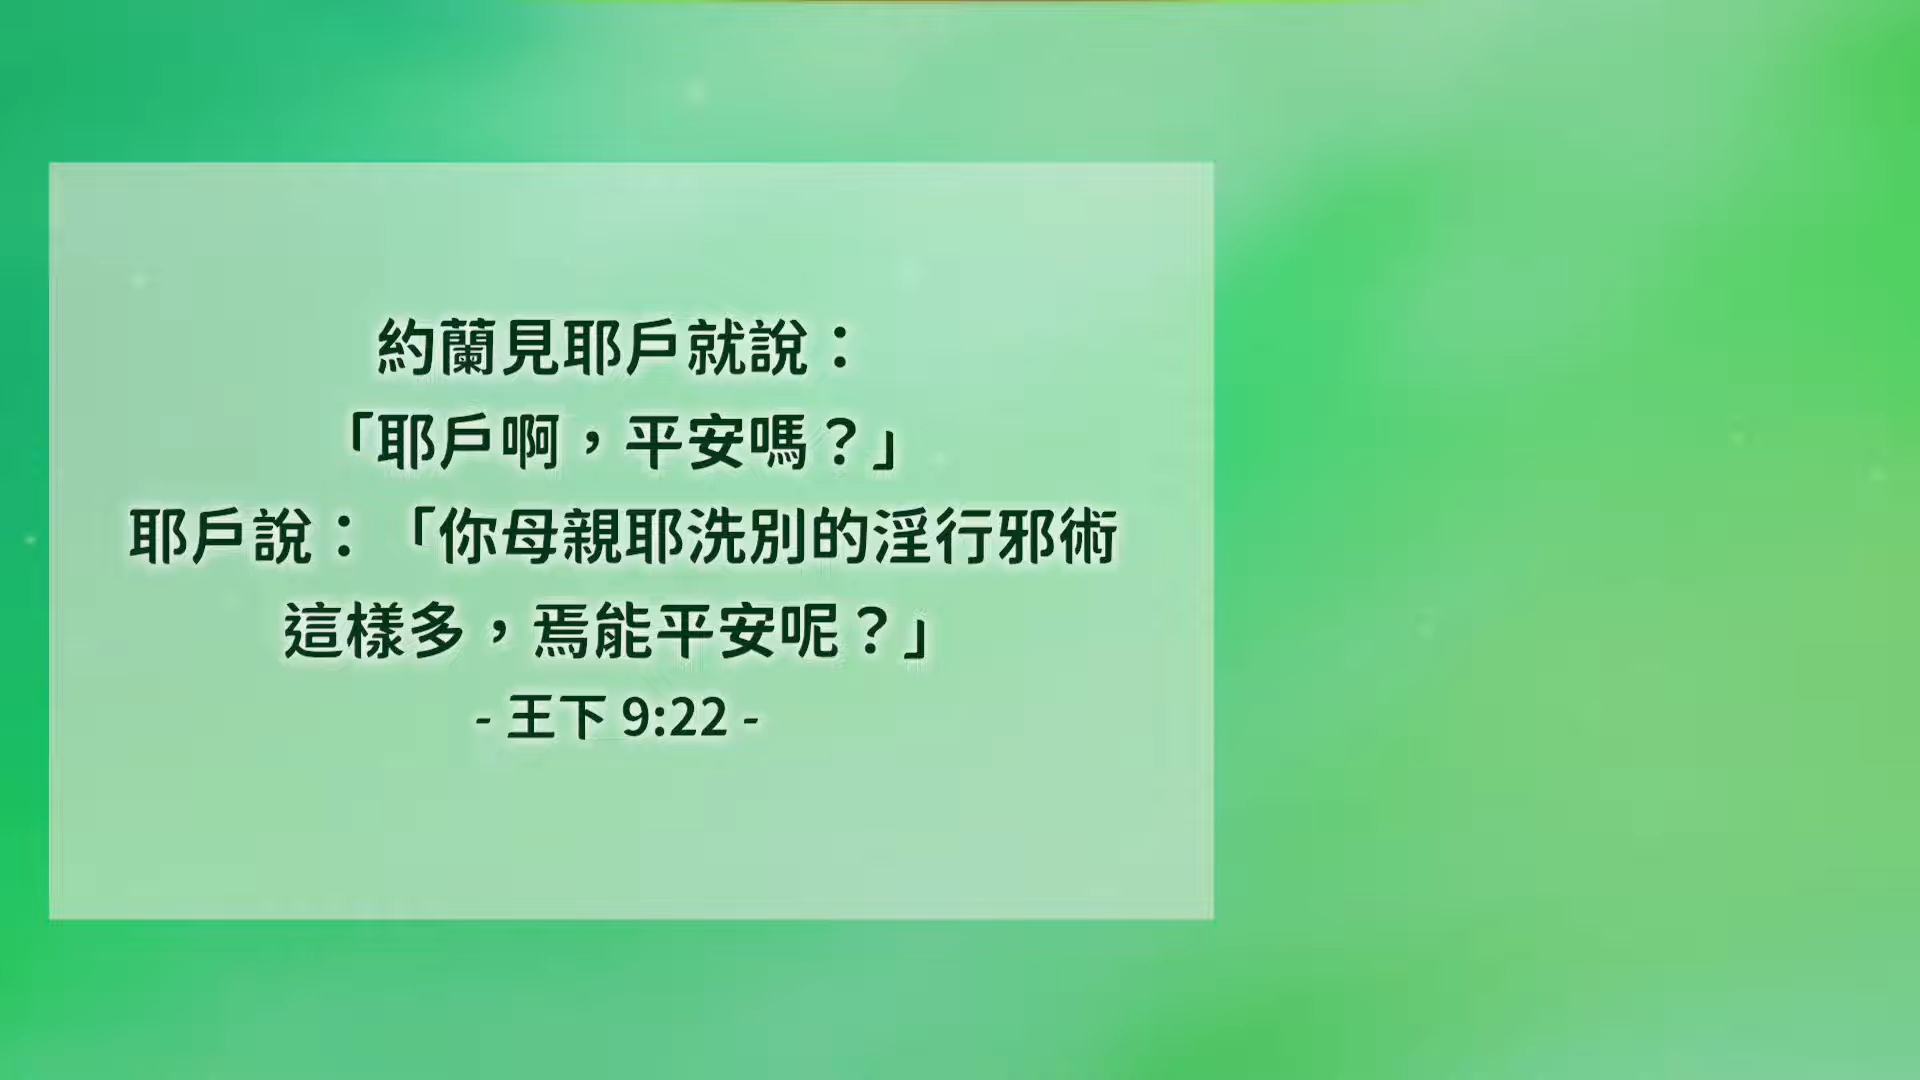 約蘭見耶戶就說：
「耶戶啊，平安嗎？」
耶戶說：「你母親耶洗別的淫行邪術
這樣多，焉能平安呢？」
- 王下 9:22 -